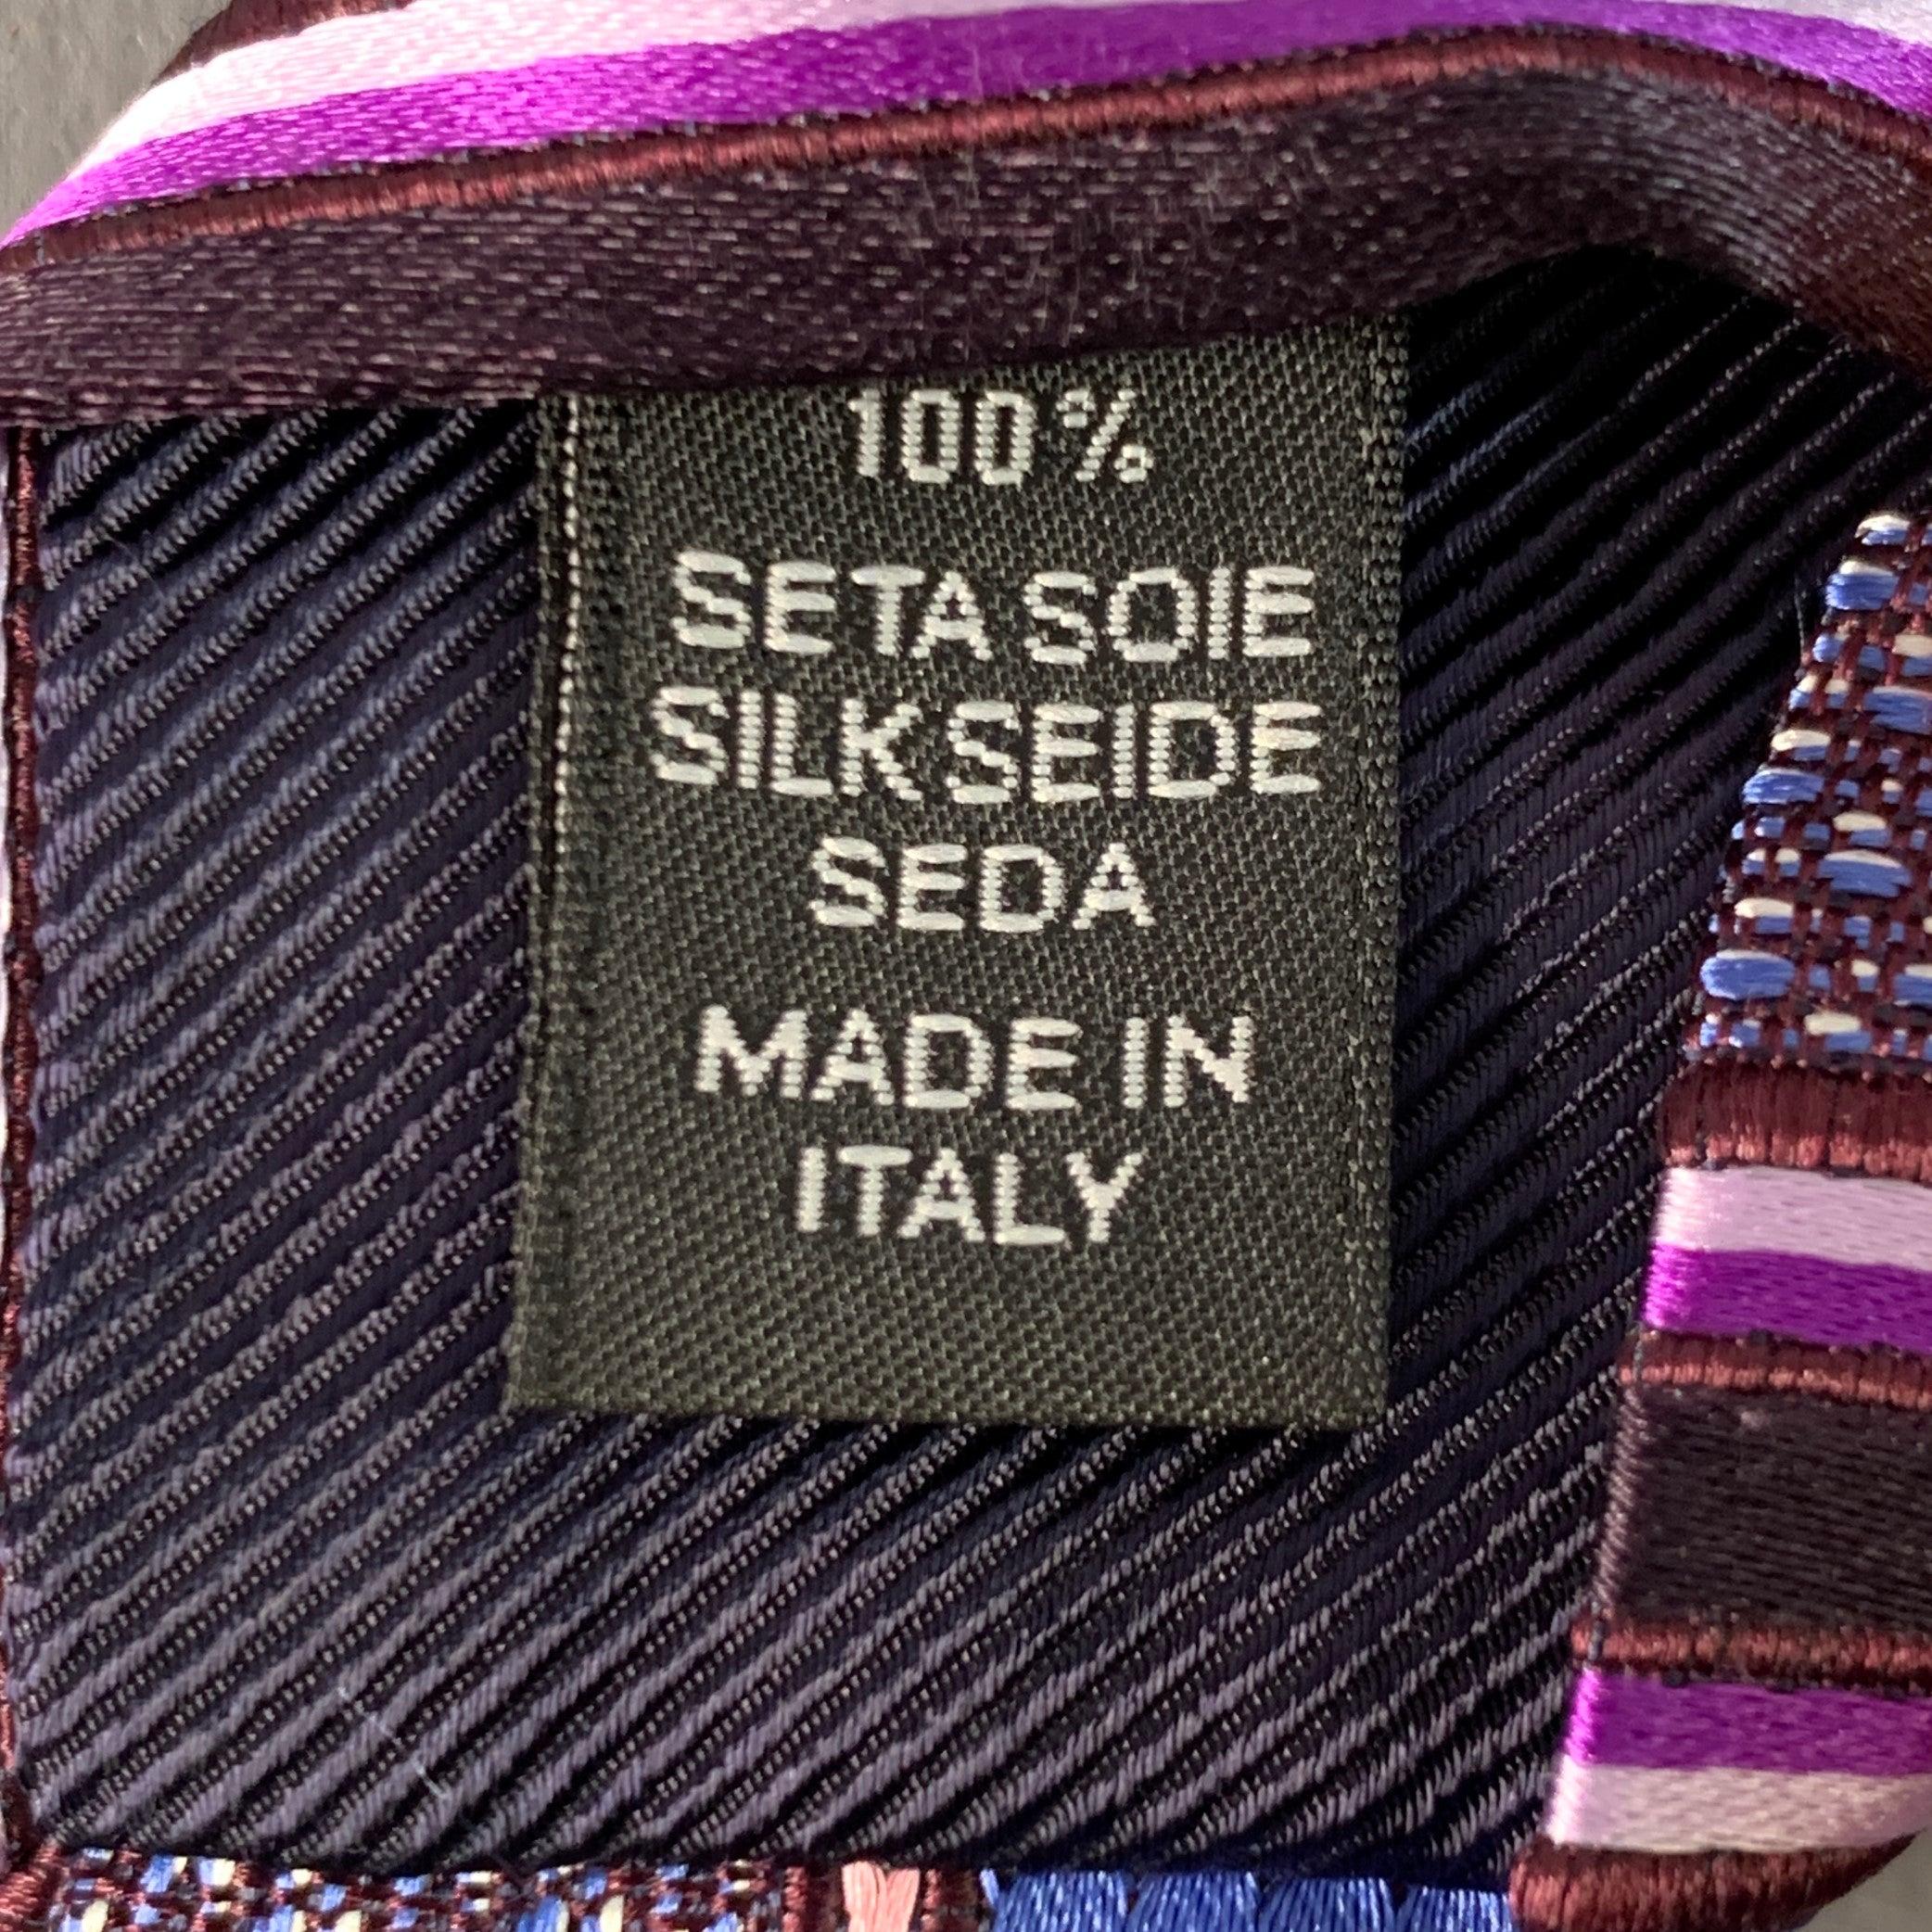 100%
SETA SOIE
SILK SEIDE
SEDA
MADE IN
ITALY